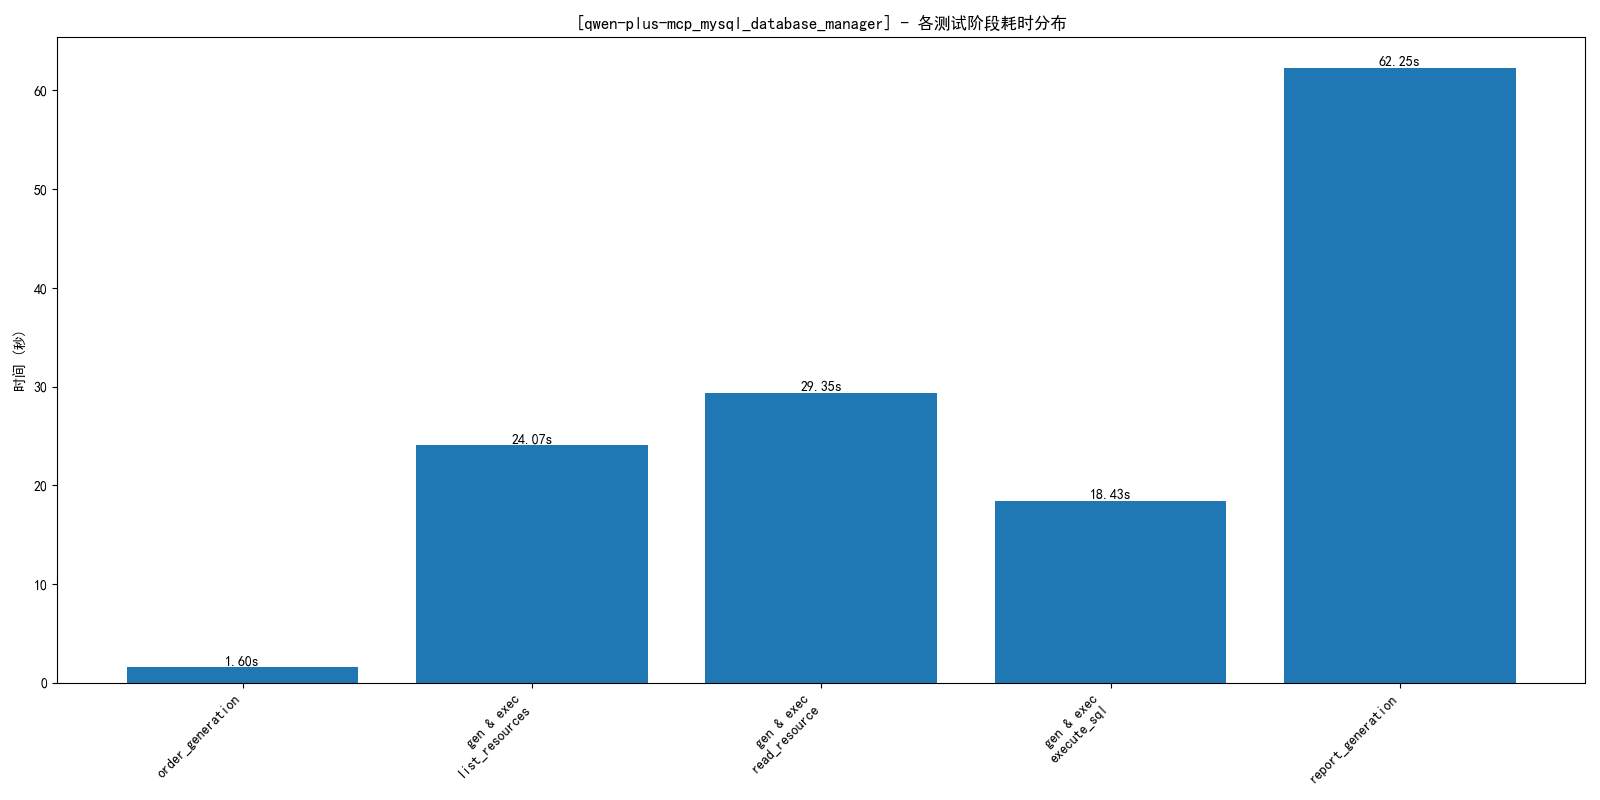 [qwen-plus-mcp_mysql_database_manager] - 各测试阶段耗时分布
时间 (秒)
60
50
40
30
20
10
0
1.60s
24.07s
29.35s
18.43s
62.25s
order_generation
gen & exec
list_resources
gen & exec
read_resource
gen & exec
execute_sql
report_generation